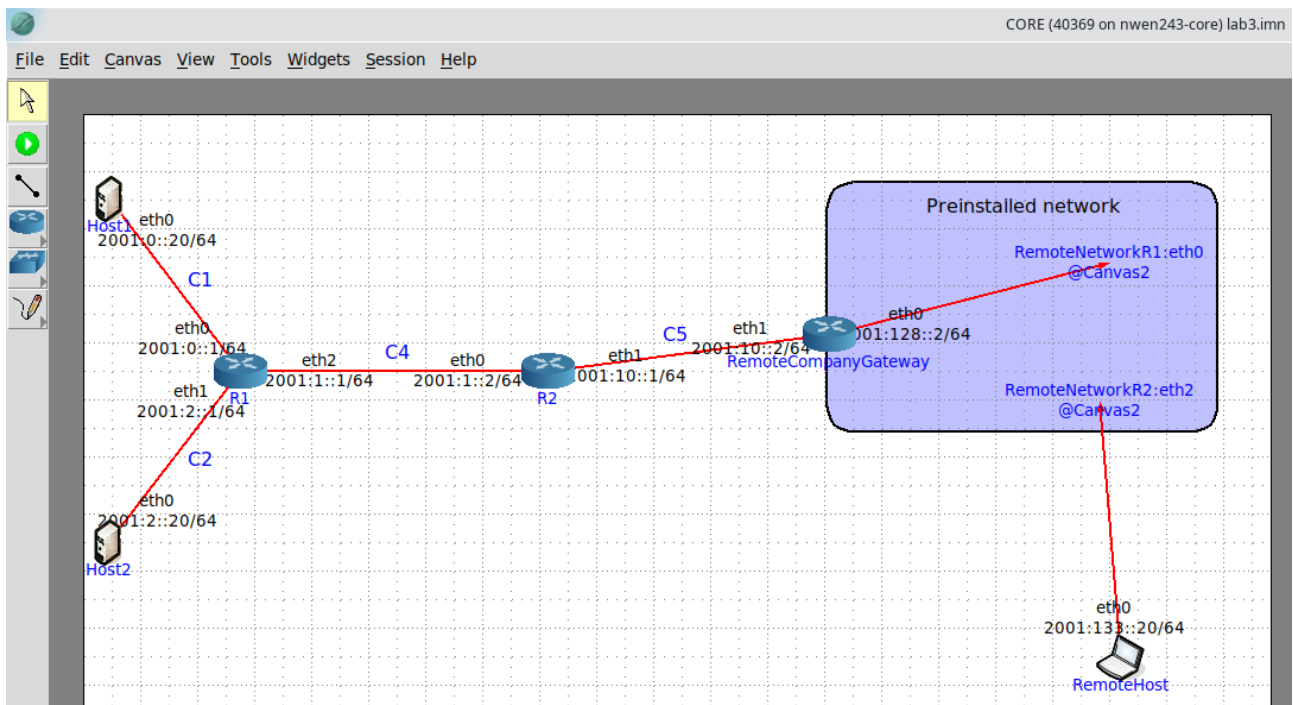 CORE (40369 on nwen243-core) lab3.imn
File Edit Canvas View Tools Widgets Session Help
Host1
eth0
2001:0::20/64
C1
eth0
2001:0::1/64
eth1
2001:2::1/64
R1
C2
eth0
2001:2::20/64
Host2
eth2
2001:1::1/64
C4
eth0
2001:1::2/64
R2
eth1
001:10::1/64
C5
eth1
2001:10::2/64
RemoteCompanyGateway
Preinstalled network
RemoteNetworkR1:eth0
@Canvas2
eth0
001:128::2/64
RemoteNetworkR2:eth2
@Canvas2
eth0
2001:133::20/64
RemoteHost